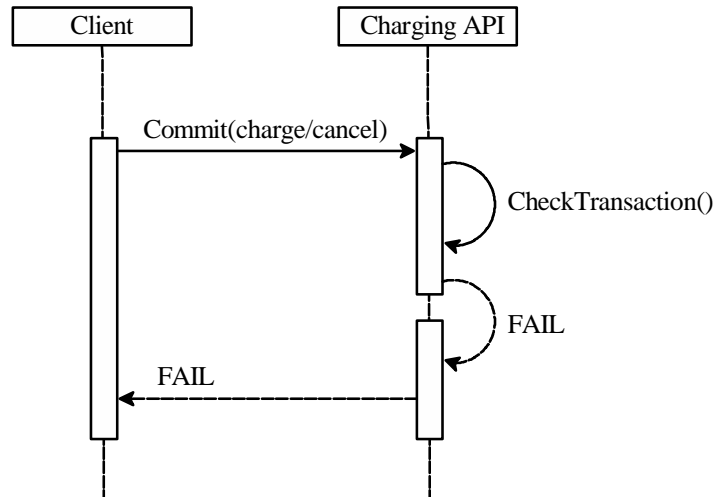 Client
Charging API
Commit(charge/cancel)
CheckTransaction()
FAIL
FAIL